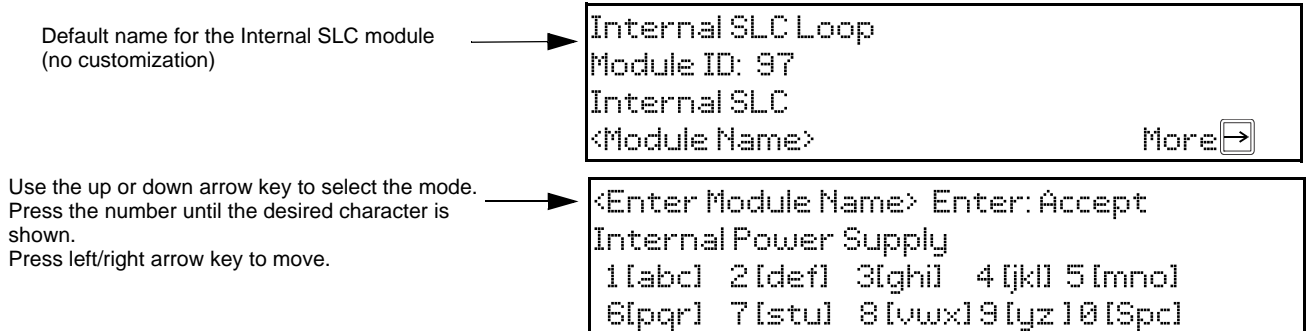 Default name for the Internal SLC module
(no customization)
Internal SLC Loop
Module ID: 97
Internal SLC
<Module Name> More→
Use the up or down arrow key to select the mode.
Press the number until the desired character is
shown.
Press left/right arrow key to move.
<Enter Module Name> Enter: Accept
Internal Power Supply
1 [abc] 2 [def] 3[ghi] 4 [jkl] 5 [mno]
6[pqr] 7 [stu] 8 [vwx] 9 [yz ] 0 [Spc]